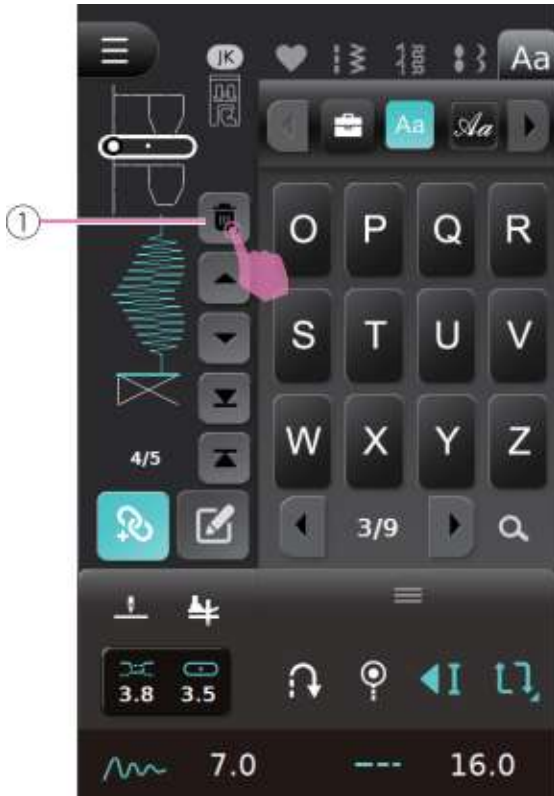 JK
Aa
Aa
Aa
①
O P Q R
S T U V
W X Y Z
4/5
3/9
3.8 3.5
7.0 16.0